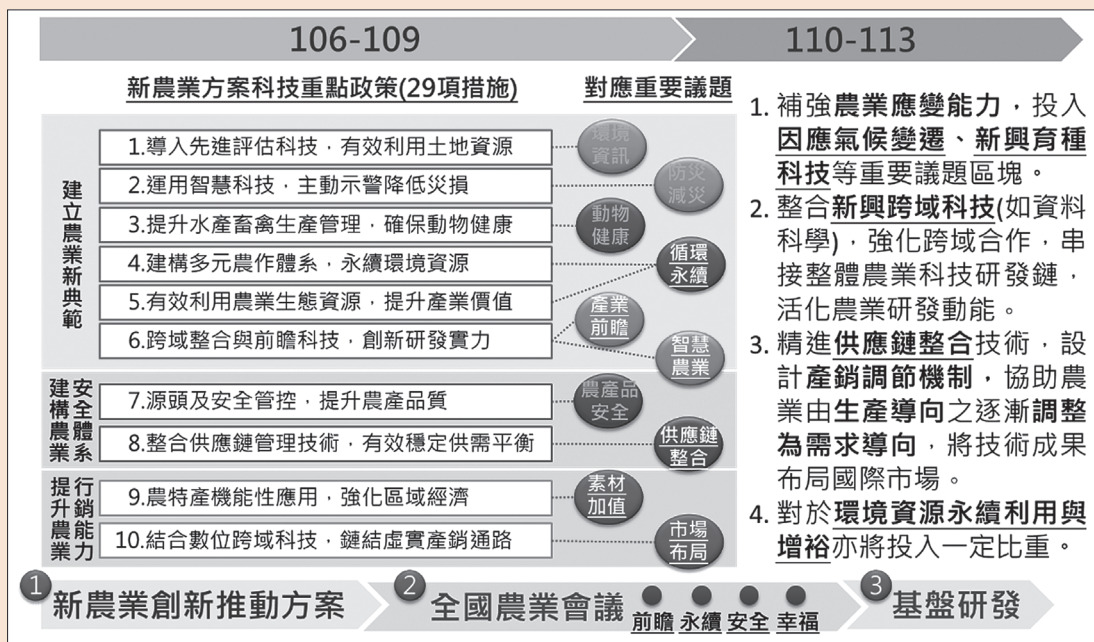 106-109
110-113
新農業方案科技重點政策(29項措施)
對應重要議題
建立農業新典範
1.導入先進評估科技，有效利用土地資源
2.運用智慧科技，主動示警降低災損
3.提升水產畜禽生產管理，確保動物健康
4.建構多元農作體系，永續環境資源
5.有效利用農業生態資源，提升產業價值
6.跨域整合與前瞻科技，創新研發實力
建構農業
安全體系
7.源頭及安全管控，提升農產品質
8.整合供應鏈管理技術，有效穩定供需平衡
提升農業
行銷能力
9.農特產機能性應用，強化區域經濟
10.結合數位跨域科技，鏈結虛實產銷通路
環境
資訊
防災
減災
動物
健康
循環
永續
產業
前瞻
智慧
農業
農產品
安全
供應鏈
整合
素材
加值
市場
布局
1. 補強農業應變能力，投入
因應氣候變遷、新興育種
科技等重要議題區塊。
2. 整合新興跨域科技(如資料
科學)，強化跨域合作，串
接整體農業科技研發鏈，
活化農業研發動能。
3. 精進供應鏈整合技術，設
計產銷調節機制，協助農
業由生產導向之逐漸調整
為需求導向，將技術成果
布局國際市場。
4. 對於環境資源永續利用與
增裕亦將投入一定比重。
1 新農業創新推動方案
2 全國農業會議
前瞻 永續 安全 幸福
3 基盤研發